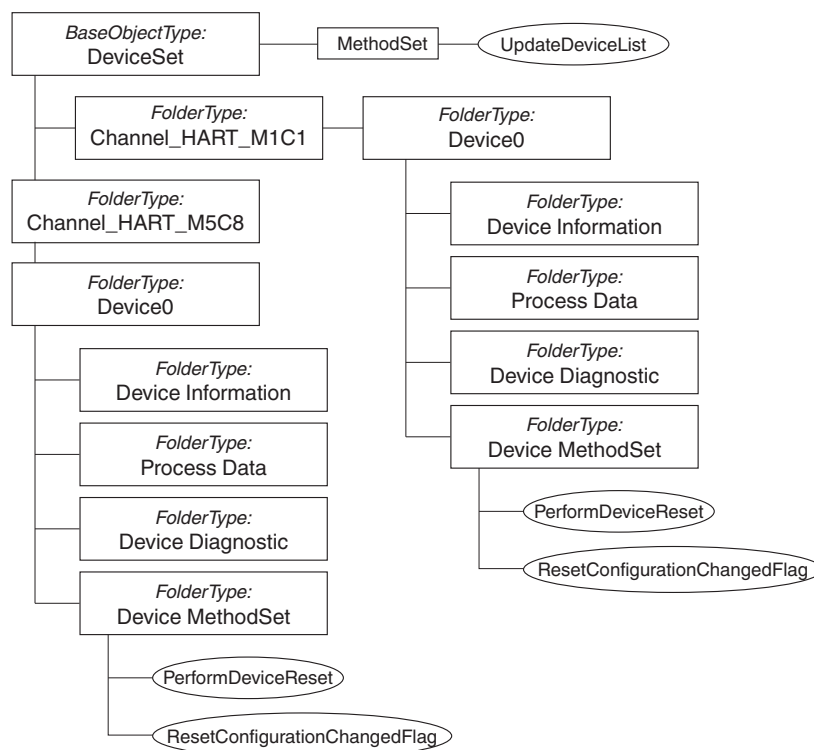 BaseObjectType:
DeviceSet
MethodSet
UpdateDeviceList
FolderType:
Channel_HART_M1C1
FolderType:
Device0
FolderType:
Device Information
FolderType:
Process Data
FolderType:
Device Diagnostic
FolderType:
Device MethodSet
PerformDeviceReset
ResetConfigurationChangedFlag
FolderType:
Channel_HART_M5C8
FolderType:
Device0
FolderType:
Device Information
FolderType:
Process Data
FolderType:
Device Diagnostic
FolderType:
Device MethodSet
PerformDeviceReset
ResetConfigurationChangedFlag